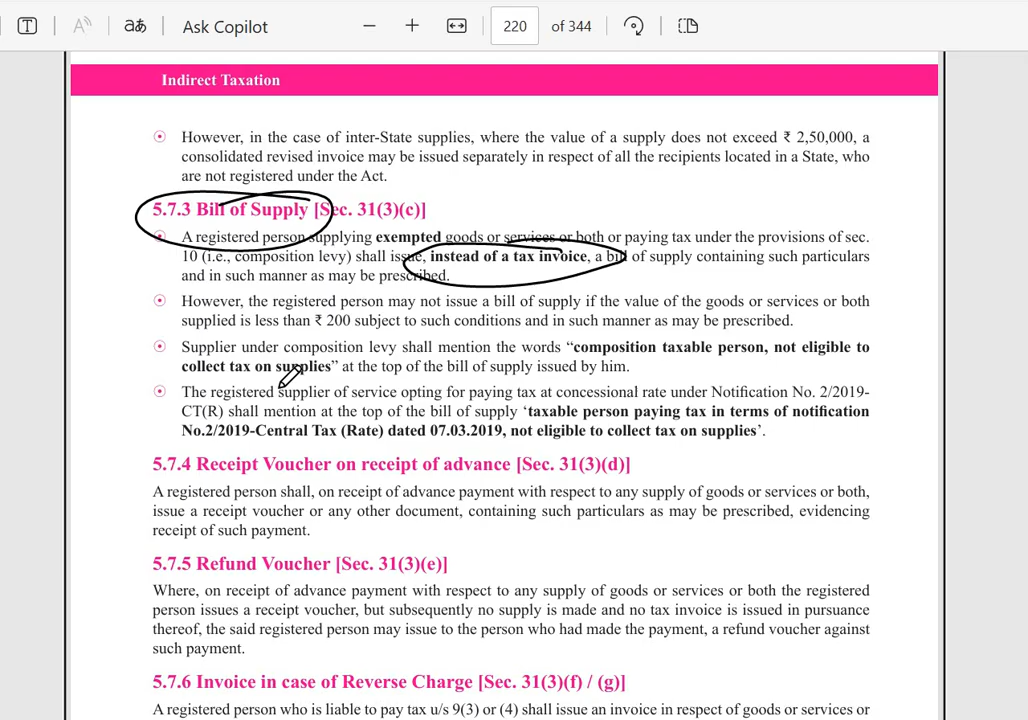 Ask Copilot
220
of 344
Indirect Taxation
However, in the case of inter-State supplies, where the value of a supply does not exceed ₹ 2,50,000, a
consolidated revised invoice may be issued separately in respect of all the recipients located in a State, who
are not registered under the Act.
5.7.3 Bill of Supply [Sec. 31(3)(c)]
A registered person supplying exempted goods or services or both or paying tax under the provisions of sec.
10 (i.e., composition levy) shall issue, instead of a tax invoice, a bill of supply containing such particulars
and in such manner as may be prescribed.
However, the registered person may not issue a bill of supply if the value of the goods or services or both
supplied is less than ₹ 200 subject to such conditions and in such manner as may be prescribed.
Supplier under composition levy shall mention the words “composition taxable person, not eligible to
collect tax on supplies” at the top of the bill of supply issued by him.
The registered supplier of service opting for paying tax at concessional rate under Notification No. 2/2019-
CT(R) shall mention at the top of the bill of supply ‘taxable person paying tax in terms of notification
No.2/2019-Central Tax (Rate) dated 07.03.2019, not eligible to collect tax on supplies’.
5.7.4 Receipt Voucher on receipt of advance [Sec. 31(3)(d)]
A registered person shall, on receipt of advance payment with respect to any supply of goods or services or both,
issue a receipt voucher or any other document, containing such particulars as may be prescribed, evidencing
receipt of such payment.
5.7.5 Refund Voucher [Sec. 31(3)(e)]
Where, on receipt of advance payment with respect to any supply of goods or services or both the registered
person issues a receipt voucher, but subsequently no supply is made and no tax invoice is issued in pursuance
thereof, the said registered person may issue to the person who had made the payment, a refund voucher against
such payment.
5.7.6 Invoice in case of Reverse Charge [Sec. 31(3)(f) / (g)]
A registered person who is liable to pay tax u/s 9(3) or (4) shall issue an invoice in respect of goods or services or